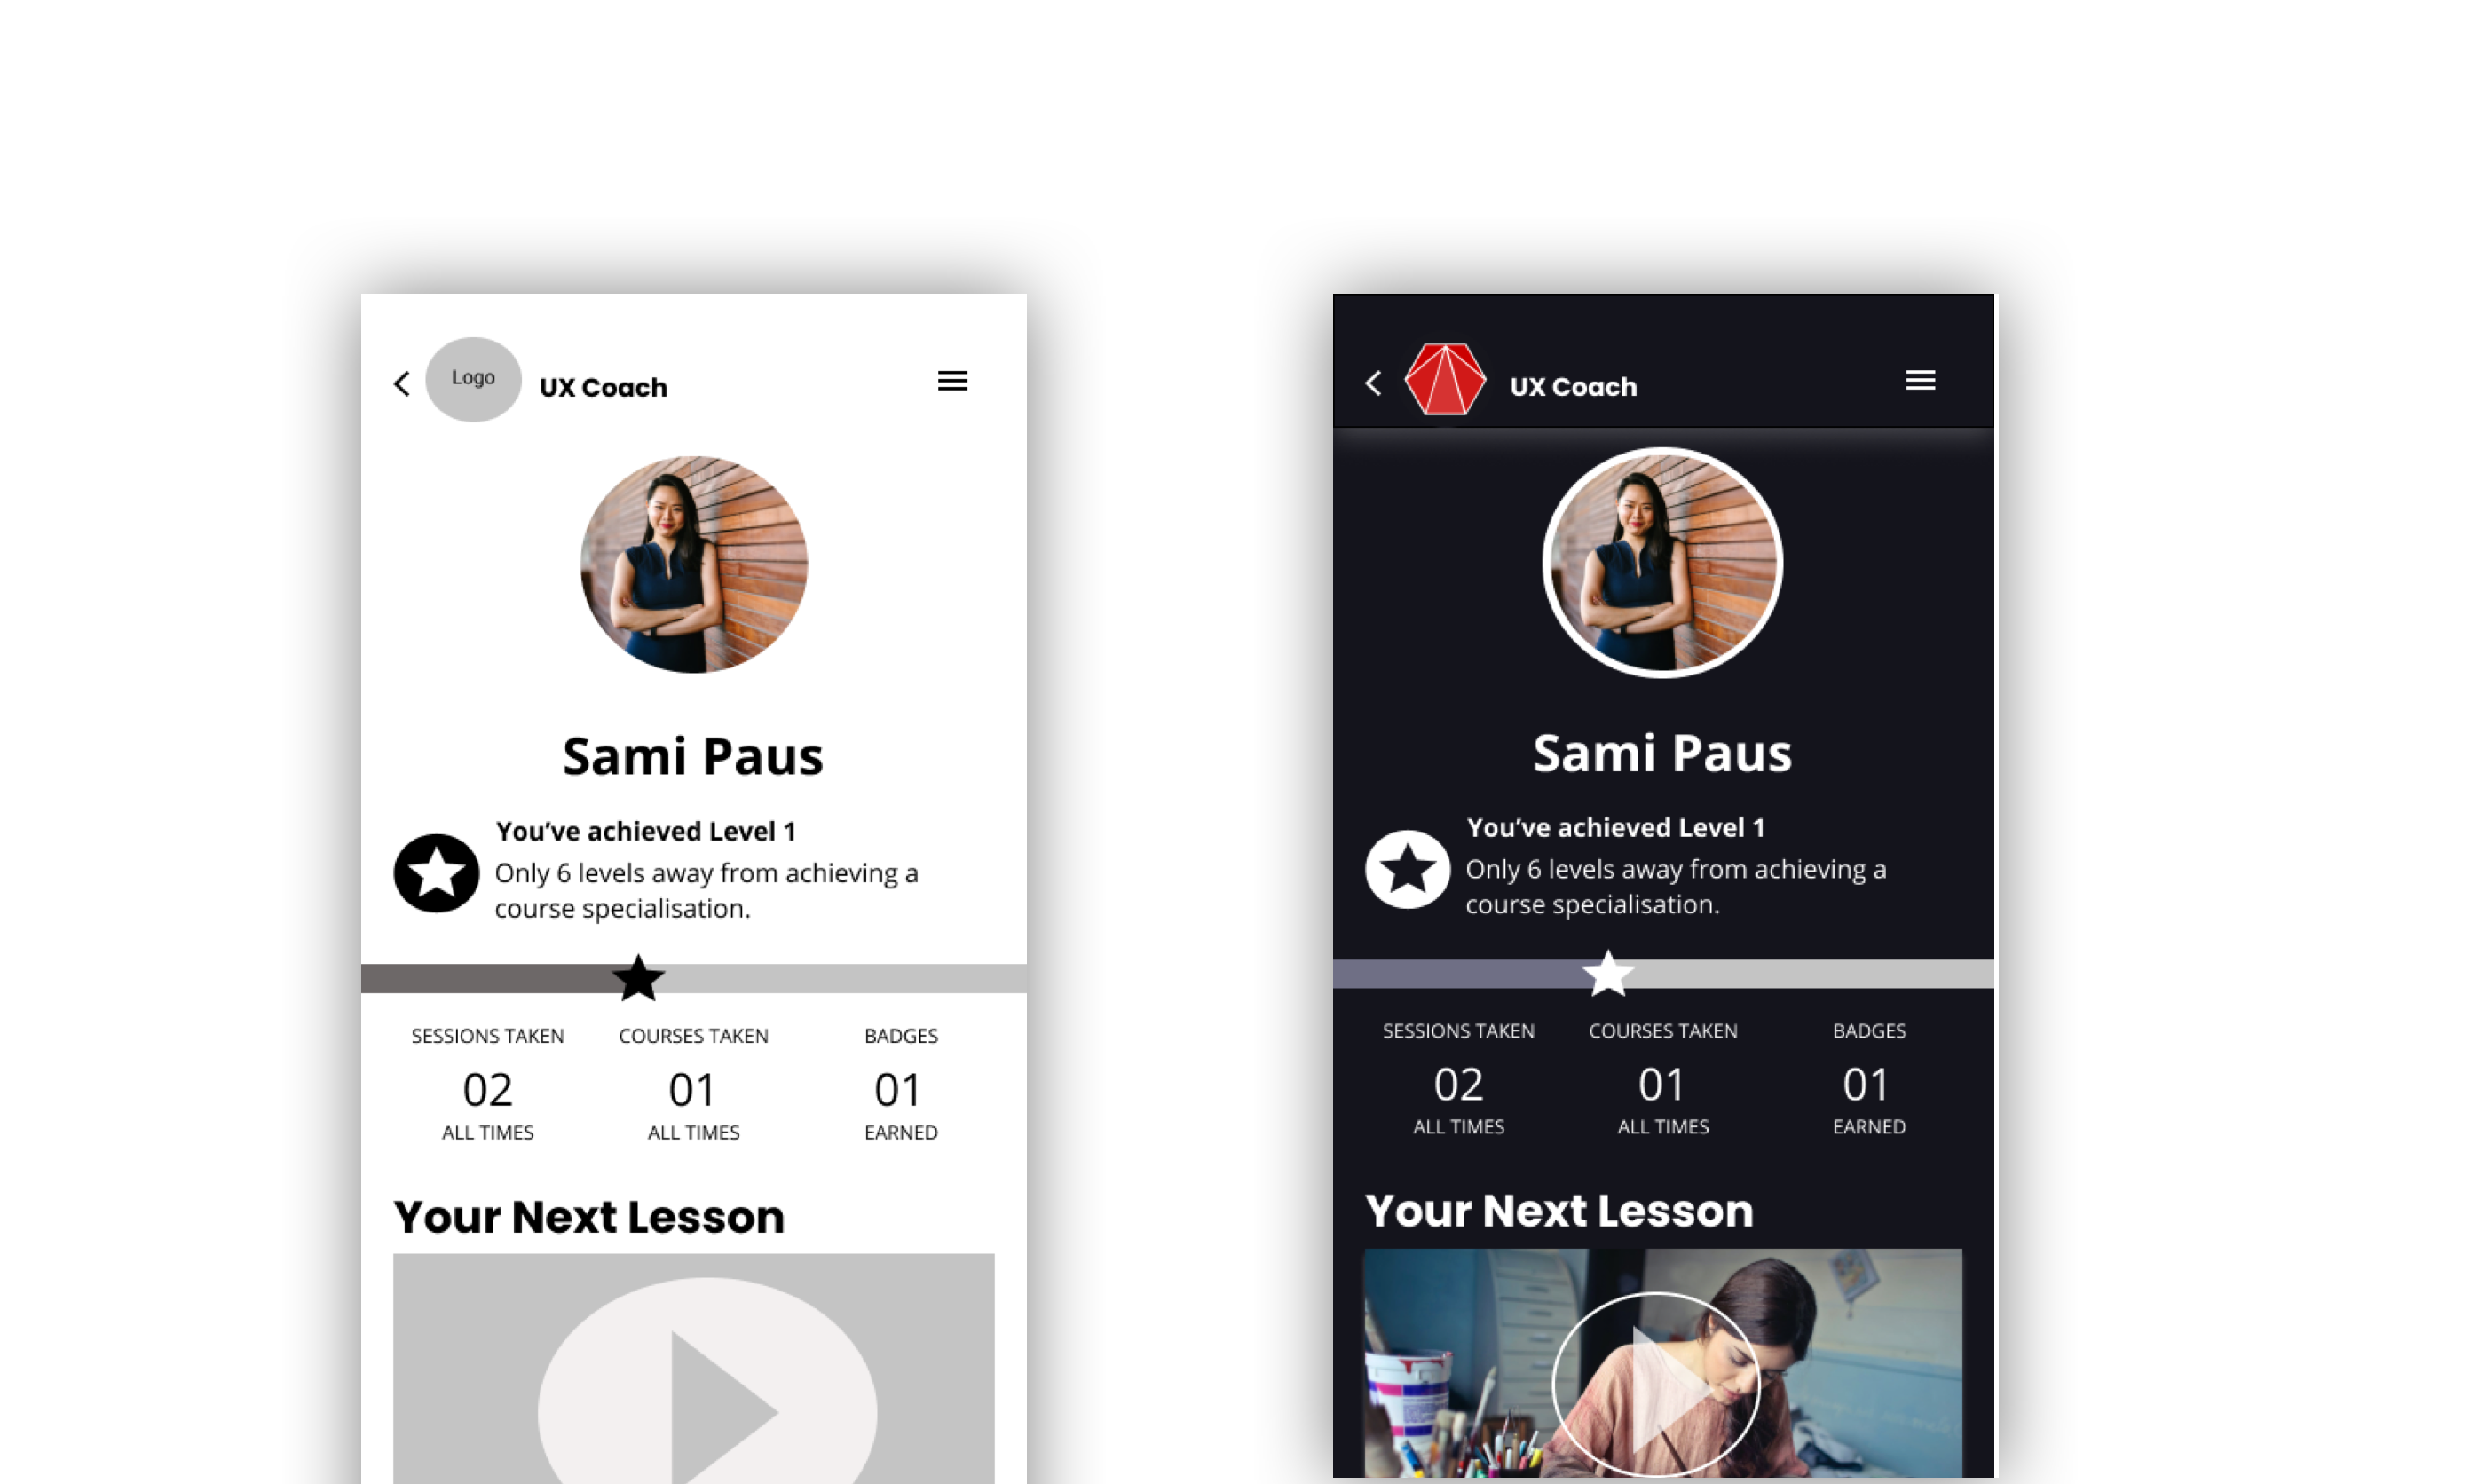 Logo
UX Coach
Sami Paus
You’ve achieved Level 1
Only 6 levels away from achieving a
course specialisation.
SESSIONS TAKEN COURSES TAKEN BADGES
02 01 01
ALL TIMES ALL TIMES EARNED
Your Next Lesson
UX Coach
Sami Paus
You’ve achieved Level 1
Only 6 levels away from achieving a
course specialisation.
SESSIONS TAKEN COURSES TAKEN BADGES
02 01 01
ALL TIMES ALL TIMES EARNED
Your Next Lesson